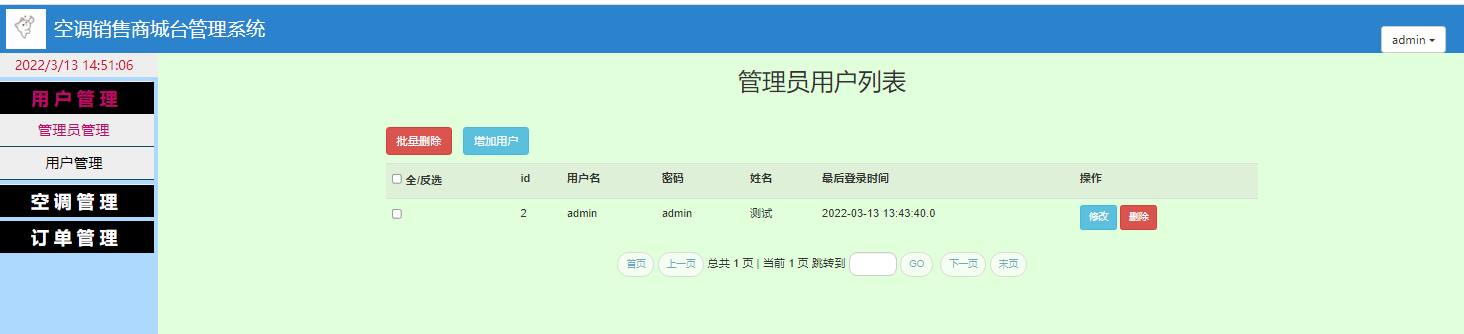 空调销售商城台管理系统
admin
2022/3/13 14:51:06
用户管理
管理员管理
用户管理
空调管理
订单管理
管理员用户列表
批量删除 增加用户
全/反选 id 用户名 密码 姓名 最后登录时间 操作
2 admin admin 测试 2022-03-13 13:43:40.0 修改 删除
首页 上一页 总共 1 页 | 当前 1 页 跳转到 GO 下一页 末页